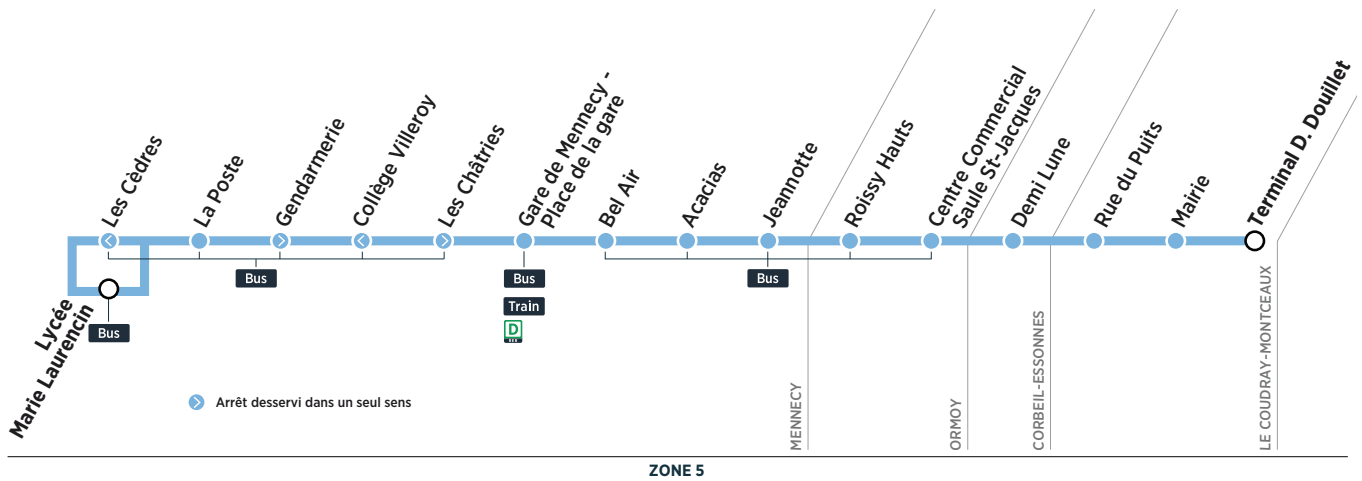 Les Cèdres
La Poste
Gendarmerie
Collège Villeroy
Les Châtries
Gare de Mennecy -
Place de la gare
Bel Air
Acacias
Jeannotte
Roissy Hauts
Centre Commercial
Saule St-Jacques
Demi Lune
Rue du Puits
Mairie
Terminal D. Douillet
Lycée
Marie Laurencin
Bus
Bus
Bus
Train
D
Bus
Arrêt desservi dans un seul sens
MENNECY
ORMOY
CORBEIL-ESSONNES
LE COUDRAY-MONTCEAUX
ZONE 5